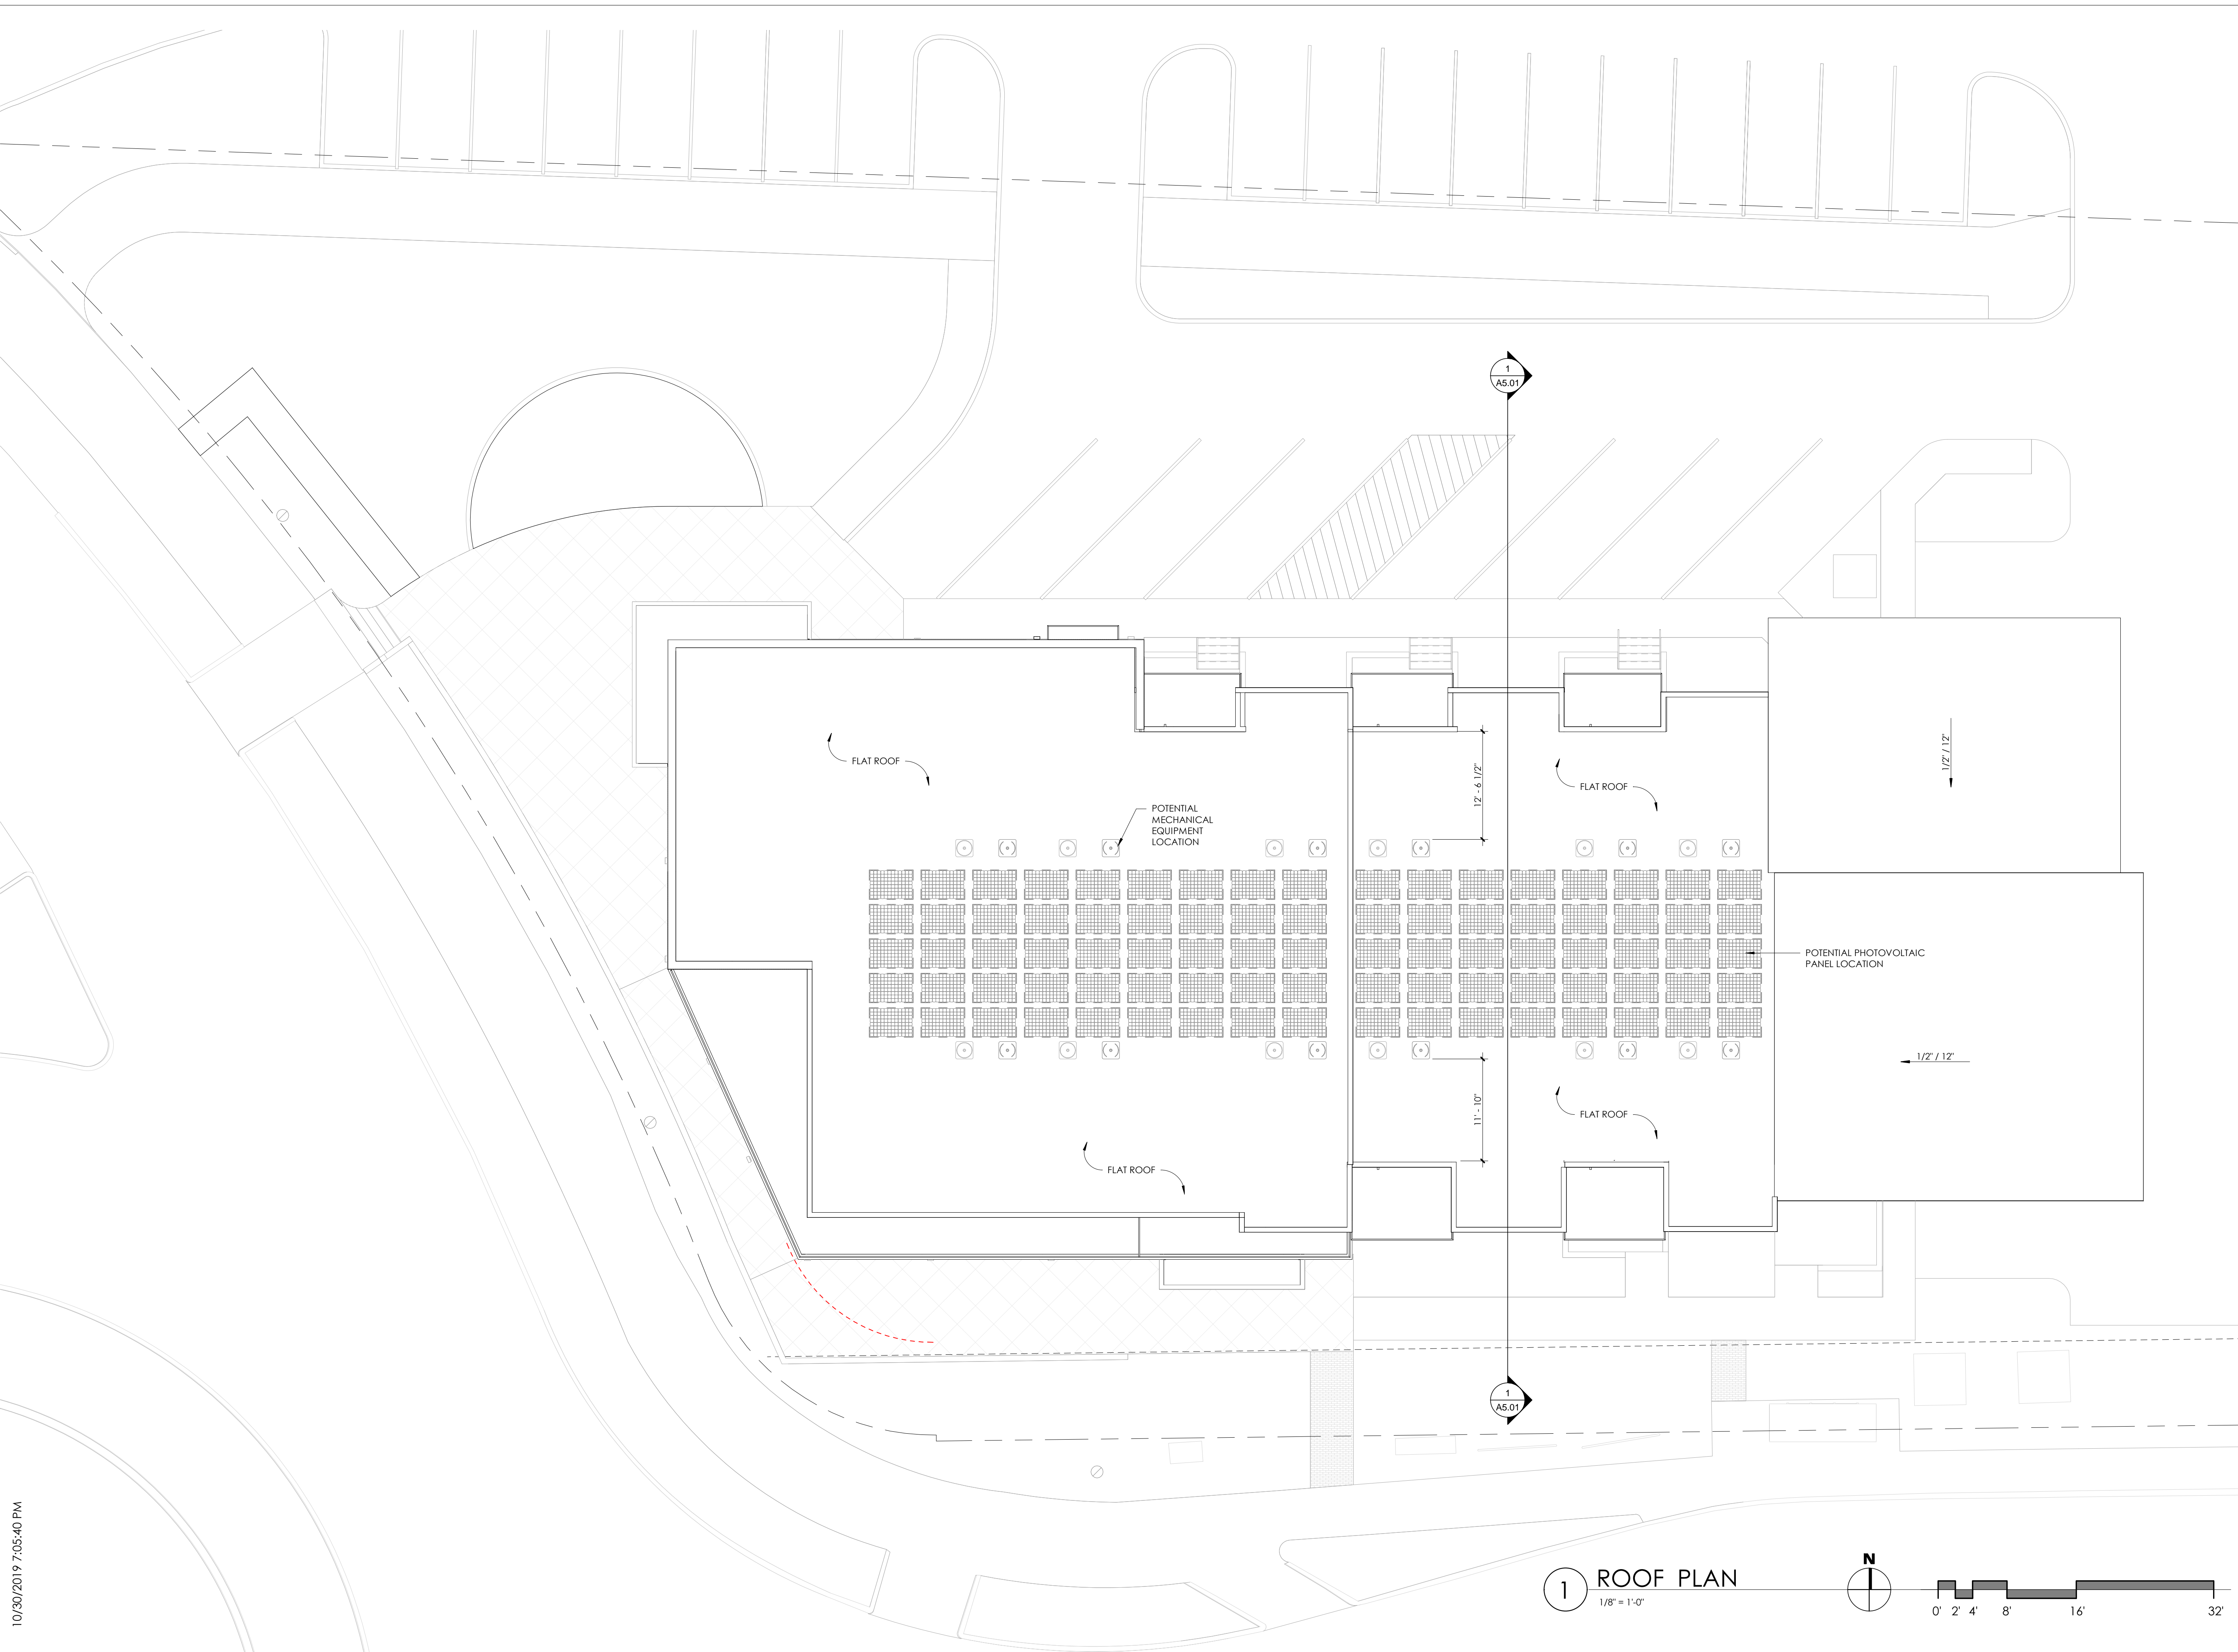 1
A5.01
FLAT ROOF
12' - 6 1/2"
FLAT ROOF
1/2" / 12"
POTENTIAL
MECHANICAL
EQUIPMENT
LOCATION
POTENTIAL PHOTOVOLTAIC
PANEL LOCATION
1/2" / 12"
11' - 10"
FLAT ROOF
FLAT ROOF
1
A5.01
10/30/2019 7:05:40 PM
1
ROOF PLAN
1/8" = 1'-0"
N
0' 2' 4' 8' 16' 32'